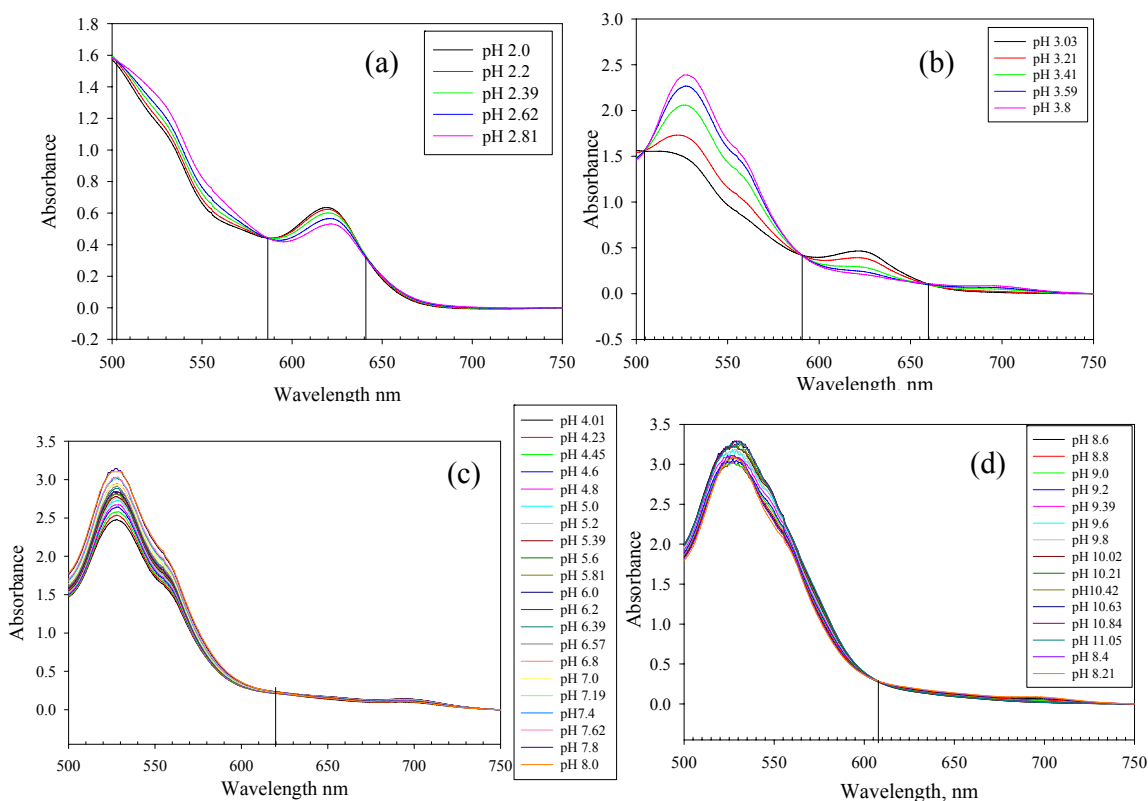 (a)
pH 2.0
pH 2.2
pH 2.39
pH 2.62
pH 2.81
Absorbance
1.8
1.6
1.4
1.2
1.0
0.8
0.6
0.4
0.2
0.0
-0.2
500 550 600 650 700 750
Wavelength nm
(b)
pH 3.03
pH 3.21
pH 3.41
pH 3.59
pH 3.8
Absorbance
3.0
2.5
2.0
1.5
1.0
0.5
0.0
-0.5
500 550 600 650 700 750
Wavelength, nm
(c)
pH 4.01
pH 4.23
pH 4.45
pH 4.6
pH 4.8
pH 5.0
pH 5.2
pH 5.39
pH 5.6
pH 5.81
pH 6.0
pH 6.2
pH 6.39
pH 6.57
pH 6.8
pH 7.0
pH 7.19
pH7.4
pH 7.62
pH 7.8
pH 8.0
Absorbance
3.5
3.0
2.5
2.0
1.5
1.0
0.5
0.0
500 550 600 650 700 750
Wavelength nm
(d)
pH 8.6
pH 8.8
pH 9.0
pH 9.2
pH 9.39
pH 9.6
pH 9.8
pH 10.02
pH 10.21
pH10.42
pH 10.63
pH 10.84
pH 11.05
pH 8.4
pH 8.21
Absorbance
3.5
3.0
2.5
2.0
1.5
1.0
0.5
0.0
500 550 600 650 700 750
Wavelength, nm